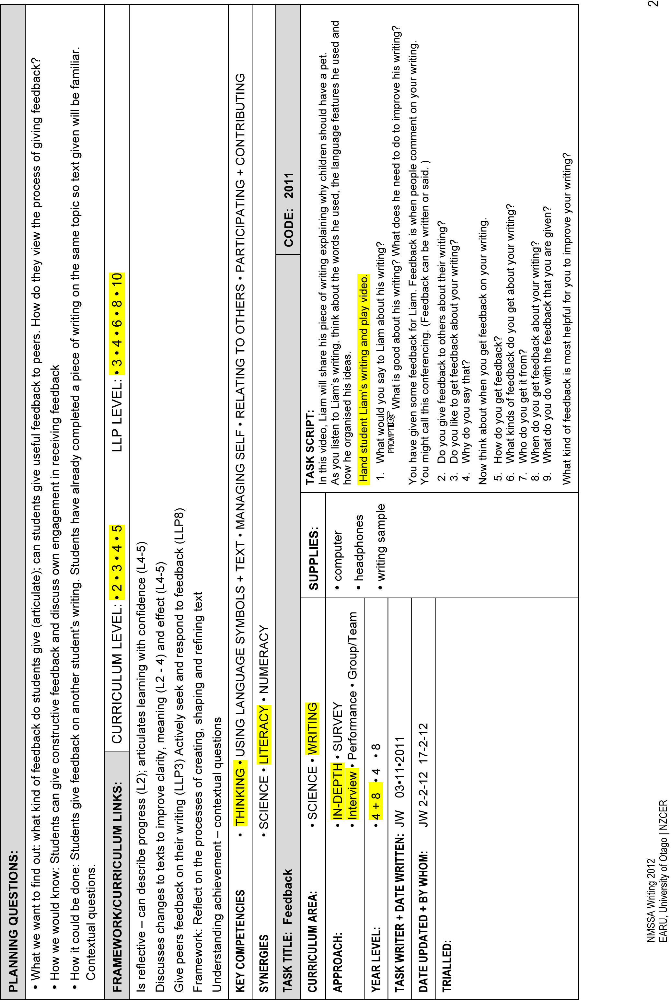 PLANNING QUESTIONS:
• What we want to find out: what kind of feedback do students give (articulate); can students give useful feedback to peers. How do they view the process of giving feedback?
• How we would know: Students can give constructive feedback and discuss own engagement in receiving feedback
• How it could be done: Students give feedback on another student's writing. Students have already completed a piece of writing on the same topic so text given will be familiar.
Contextual questions.
FRAMEWORK/CURRICULUM LINKS: CURRICULUM LEVEL: • 2 • 3 • 4 • 5 LLP LEVEL: • 3 • 4 • 6 • 8 • 10
Is reflective – can describe progress (L2); articulates learning with confidence (L4-5)
Discusses changes to texts to improve clarity, meaning (L2 - 4) and effect (L4-5)
Give peers feedback on their writing (LLP3) Actively seek and respond to feedback (LLP8)
Framework: Reflect on the processes of creating, shaping and refining text
Understanding achievement – contextual questions
KEY COMPETENCIES • THINKING • USING LANGUAGE SYMBOLS + TEXT • MANAGING SELF • RELATING TO OTHERS • PARTICIPATING + CONTRIBUTING
SYNERGIES • SCIENCE • LITERACY • NUMERACY
TASK TITLE: Feedback CODE: 2011
CURRICULUM AREA: • SCIENCE • WRITING
APPROACH: • IN-DEPTH • SURVEY
• Interview • Performance • Group/Team
YEAR LEVEL: • 4 + 8 • 4 • 8
TASK WRITER + DATE WRITTEN: JW 03•11•2011
DATE UPDATED + BY WHOM: JW 2-2-12 17-2-12
TRIALLED:
SUPPLIES:
• computer
• headphones
• writing sample
TASK SCRIPT:
In this video, Liam will share his piece of writing explaining why children should have a pet.
As you listen to Liam's writing, think about the words he used, the language features he used and
how he organised his ideas.
Hand student Liam's writing and play video.
1. What would you say to Liam about his writing?
PROMPT☞ What is good about his writing? What does he need to do to improve his writing?
You have given some feedback for Liam. Feedback is when people comment on your writing.
You might call this conferencing. (Feedback can be written or said. )
2. Do you give feedback to others about their writing?
3. Do you like to get feedback about your writing?
4. Why do you say that?
Now think about when you get feedback on your writing.
5. How do you get feedback?
6. What kinds of feedback do you get about your writing?
7. Who do you get it from?
8. When do you get feedback about your writing?
9. What do you do with the feedback that you are given?
What kind of feedback is most helpful for you to improve your writing?
NMSSA Writing 2012
EARU, University of Otago | NZCER
2